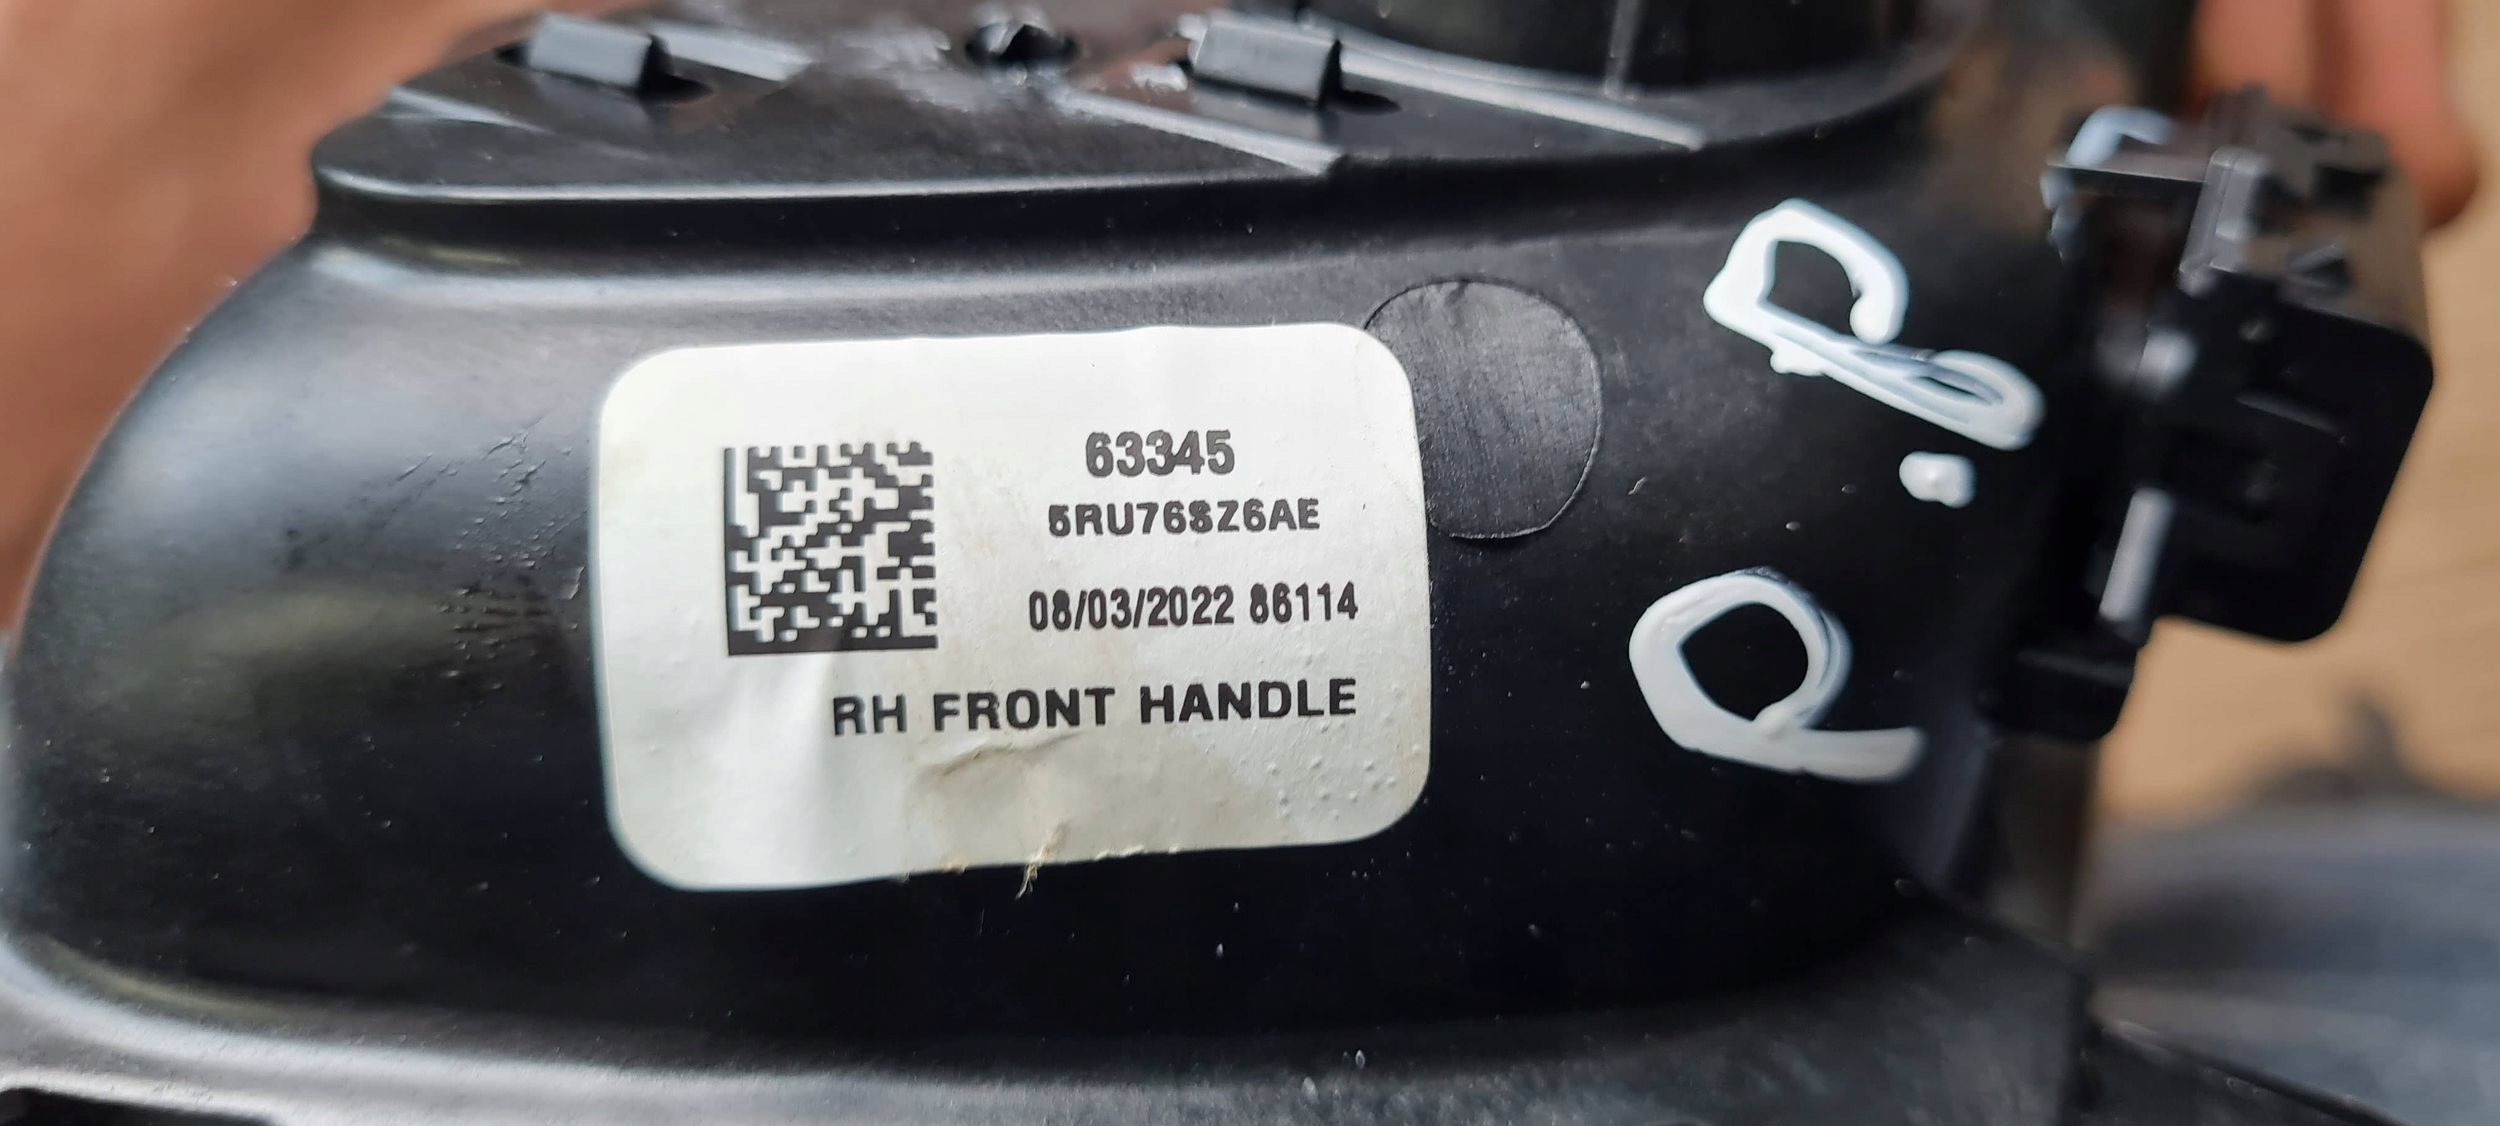 63345
5RU76SZ6AE
08/03/2022 86114
RH FRONT HANDLE